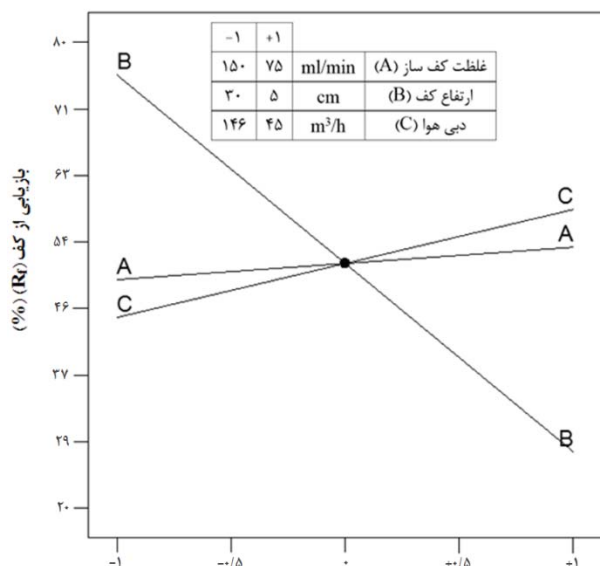 -۱ +۱
غلظت کف ساز (A) ml/min ۷۵ ۱۵۰
ارتفاع کف (B) cm ۵ ۳۰
دبی هوا (C) m³/h ۴۵ ۱۴۶
بازیابی از کف (Rf) (%)
۸۰
۷۱
۶۳
۵۴
۴۶
۳۷
۲۹
۲۰
B
A
C
C
A
B
-۱ -۰/۵ ۰ +۰/۵ +۱